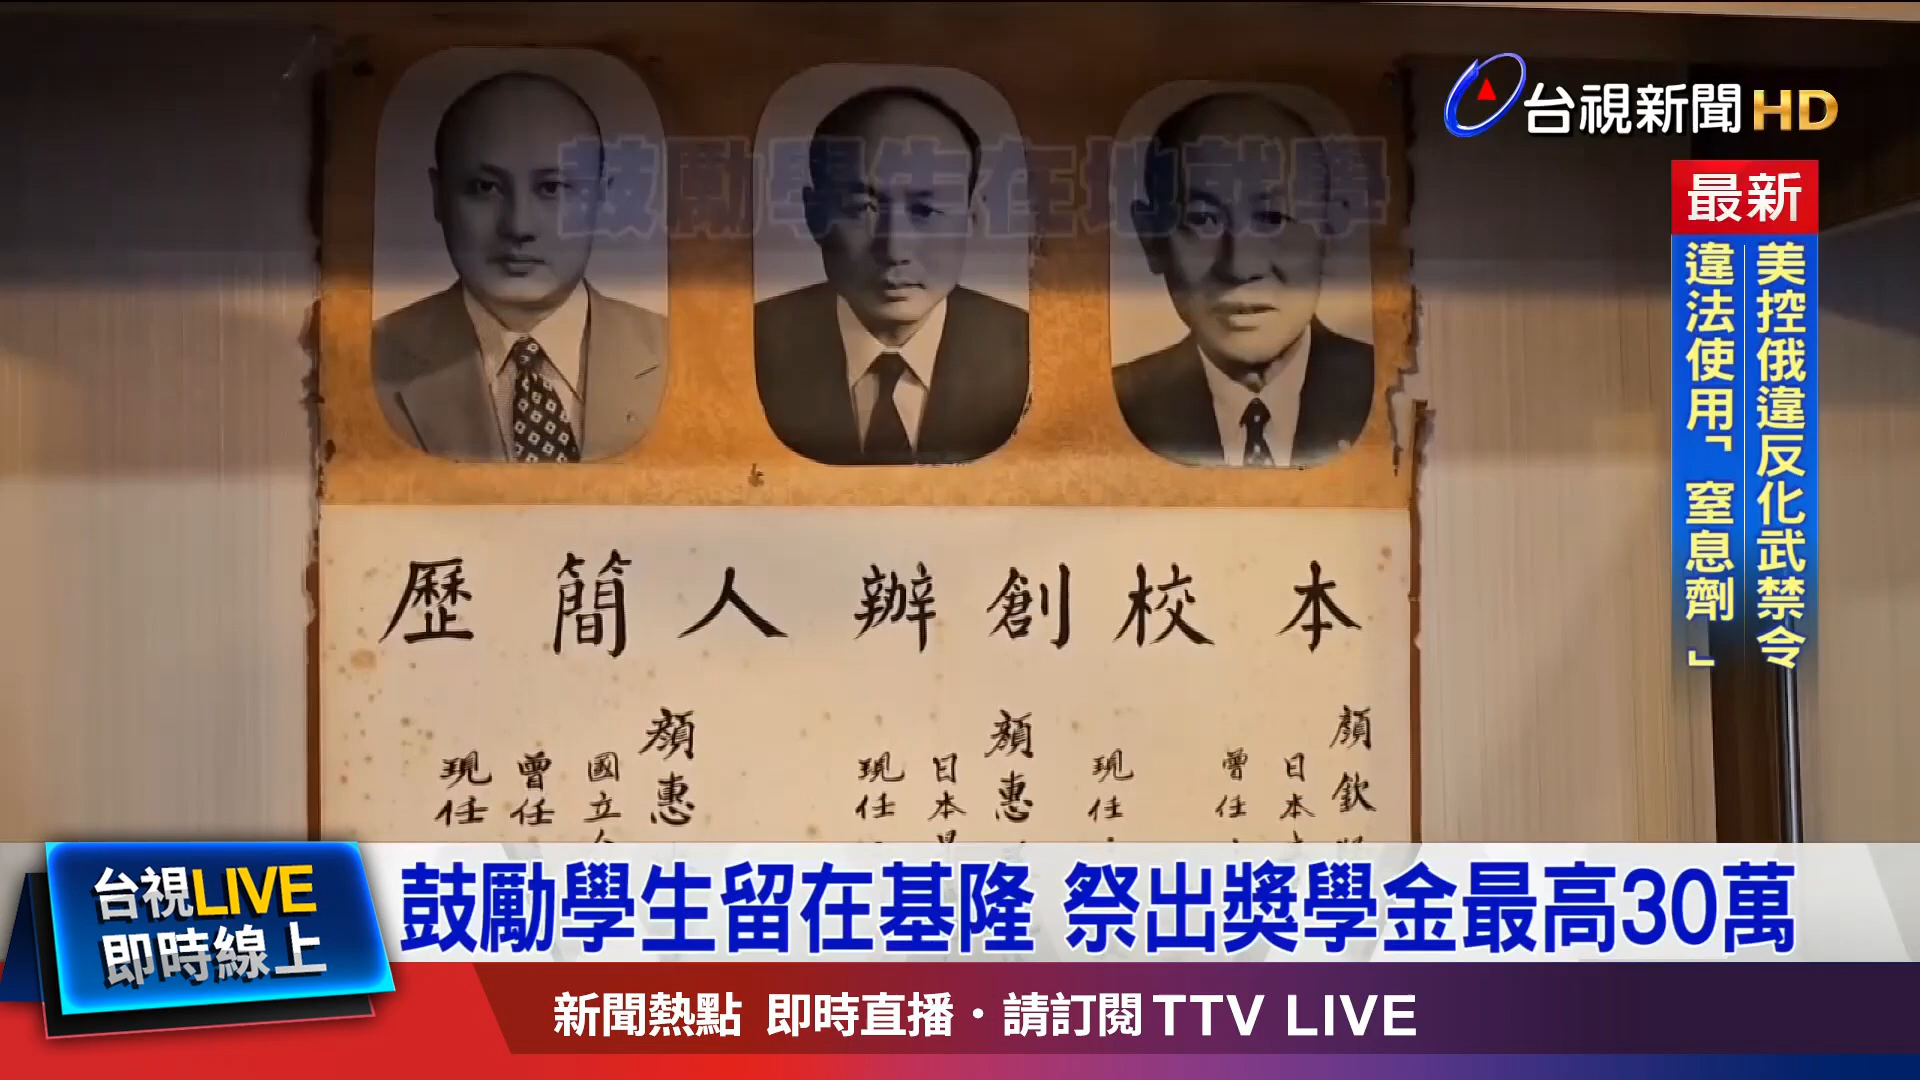 台視新聞HD
鼓勵學生在地就學
最新
美控俄違反化武禁令
違法使用「窒息劑」
本校創辦人簡歷
顏欽
日本
曾任
現任
顏惠
日本
現任
顏惠
國立
曾任
現任
台視LIVE
即時線上
鼓勵學生留在基隆 祭出獎學金最高30萬
新聞熱點 即時直播・請訂閱TTV LIVE